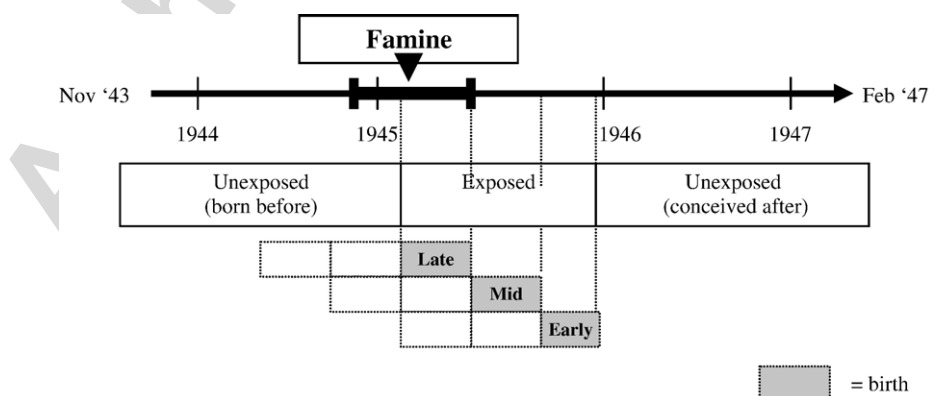 Famine
Nov ‘43
Feb ‘47
1944
1945
1946
1947
Unexposed
(born before)
Exposed
Unexposed
(conceived after)
Late
Mid
Early
= birth